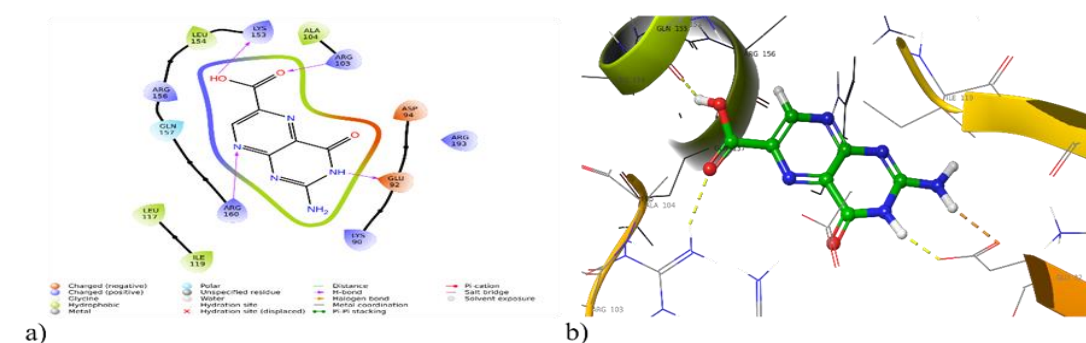 LEU
154
LYS
153
ALA
104
ARG
103
ARG
156
GLN
157
ASP
94
ARG
193
GLU
92
LYS
90
ARG
160
LEU
117
ILE
119
HO
O
N
N
O
N
N
NH
NH₂
Charged (negative)
Charged (positive)
Glycine
Hydrophobic
Metal
Polar
Unspecified residue
Water
Hydration site
Hydration site (displaced)
Distance
H-bond
Halogen bond
Metal coordination
Pi-Pi stacking
Pi-cation
Salt bridge
Solvent exposure
GLN 155
ARG 156
ILE 119
ALA 104
ARG 103
a)
b)